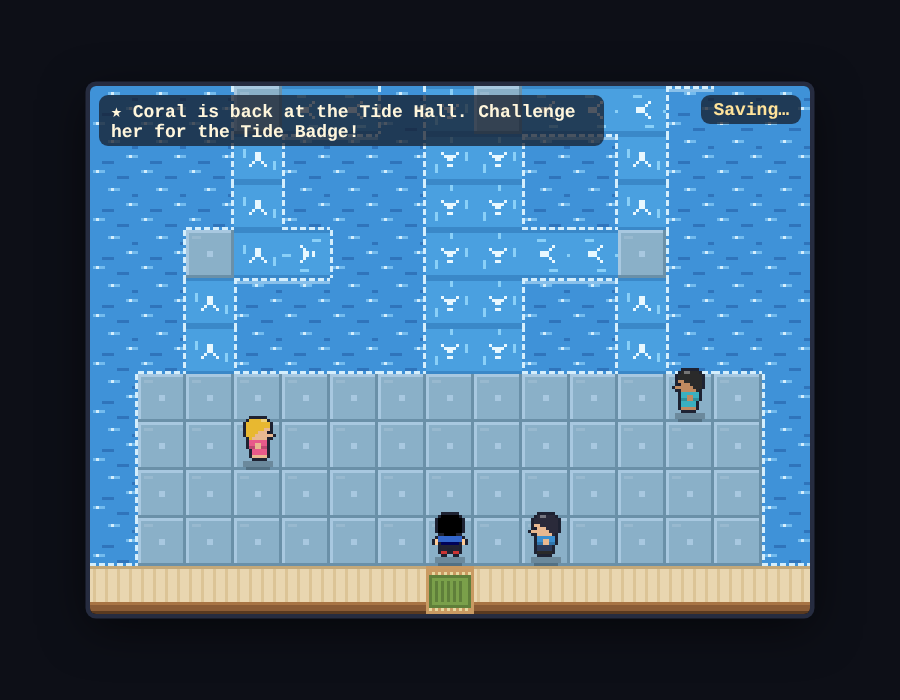 ★ Coral is back at the Tide Hall. Challenge
her for the Tide Badge!
Saving…